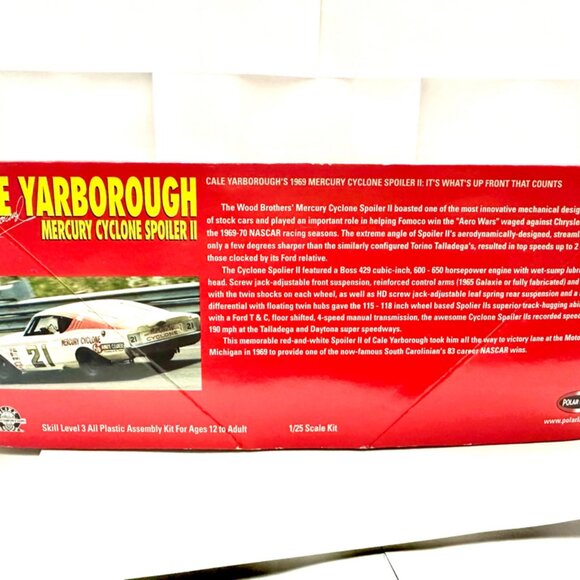 E YARBOROUGH
MERCURY CYCLONE SPOILER II
CALE YARBOROUGH'S 1969 MERCURY CYCLONE SPOILER II: IT'S WHAT'S UP FRONT THAT COUNTS
The Wood Brothers' Mercury Cyclone Spoiler II boasted one of the most innovative mechanical desig
of stock cars and played an important role in helping Fomoco win the "Aero Wars" waged against Chrysler
the 1969-70 NASCAR racing seasons. The extreme angle of Spoiler II's aerodynamically-designed, streaml
only a few degrees sharper than the similarly configured Torino Talladega's, resulted in top speeds up to 2.
those clocked by its Ford relative.
The Cyclone Spolier II featured a Boss 429 cubic-inch, 600 - 650 horsepower engine with wet-sump lubri
head. Screw jack-adjustable front suspension, reinforced control arms (1965 Galaxie or fully fabricated) and
with the twin shocks on each wheel, as well as HD screw jack-adjustable leaf spring rear suspension and a
differential with floating twin hubs gave the 115 - 118 inch wheel based Spolier IIs superior track-hugging abi
with a Ford T & C, floor shifted, 4-speed manual transmission, the awesome Cyclone Spoiler IIs recorded speed
190 mph at the Talladega and Daytona super speedways.
This memorable red-and-white Spoiler II of Cale Yarborough took him all the way to victory lane at the Moto
Michigan in 1969 to provide one of the now-famous South Carolinian's 83 career NASCAR wins.
21
MERCURY CYCLONE
21
CYCLONE
POLAR
www.polarl
Skill Level 3 All Plastic Assembly Kit For Ages 12 to Adult
1/25 Scale Kit